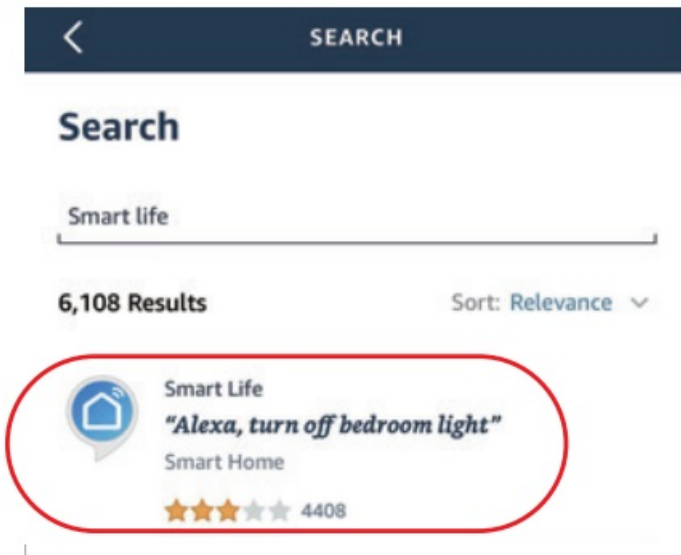 SEARCH
Search
Smart life
6,108 Results Sort: Relevance
Smart Life
“Alexa, turn off bedroom light”
Smart Home
4408